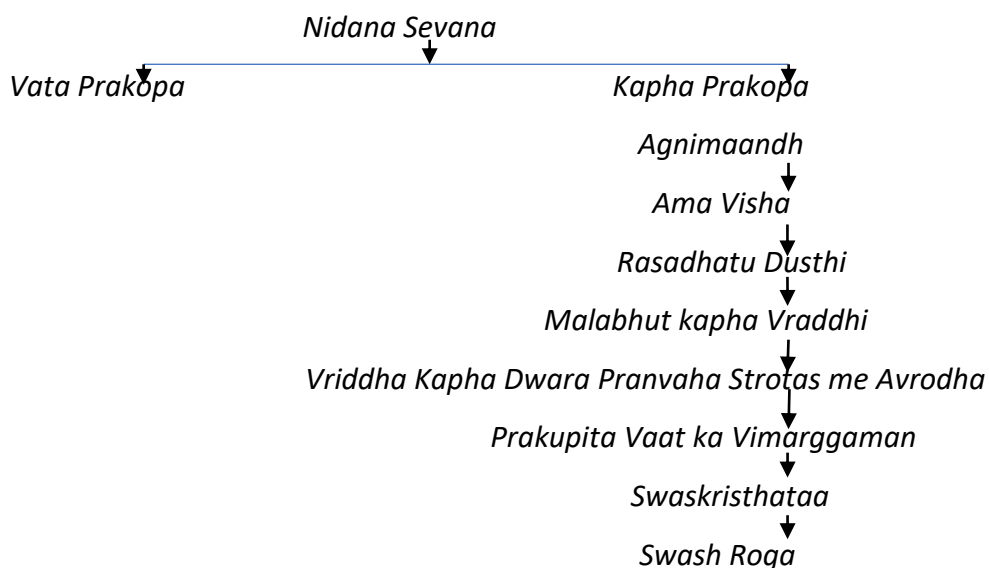 Nidana Sevana
Vata Prakopa Kapha Prakopa
Agnimaandh
Ama Visha
Rasadhatu Dusthi
Malabhut kapha Vraddhi
Vriddha Kapha Dwara Pranvaha Strotas me Avrodha
Prakupita Vaat ka Vimarggaman
Swaskristhataa
Swash Roga